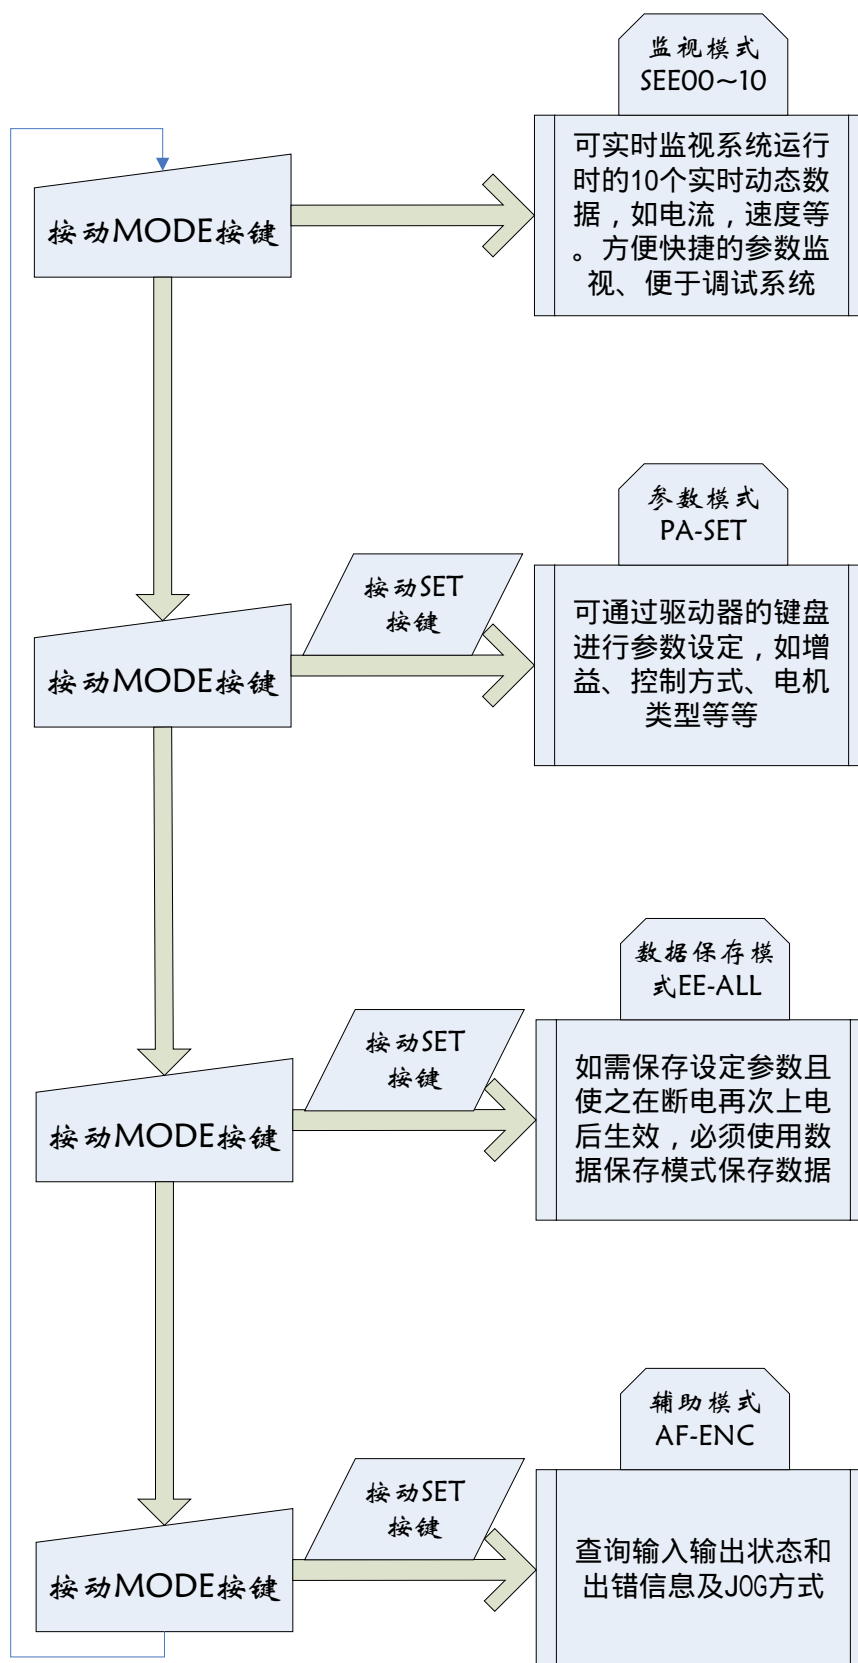 监视模式
SEE00~10
可实时监视系统运行
时的10个实时动态数
据，如电流，速度等
。方便快捷的参数监
视、便于调试系统
按动MODE按键
参数模式
PA-SET
按动SET
按键
可通过驱动器的键盘
进行参数设定，如增
益、控制方式、电机
类型等等
按动MODE按键
数据保存模
式EE-ALL
按动SET
按键
如需保存设定参数且
使之在断电再次上电
后生效，必须使用数
据保存模式保存数据
按动MODE按键
辅助模式
AF-ENC
按动SET
按键
查询输入输出状态和
出错信息及JOG方式
按动MODE按键